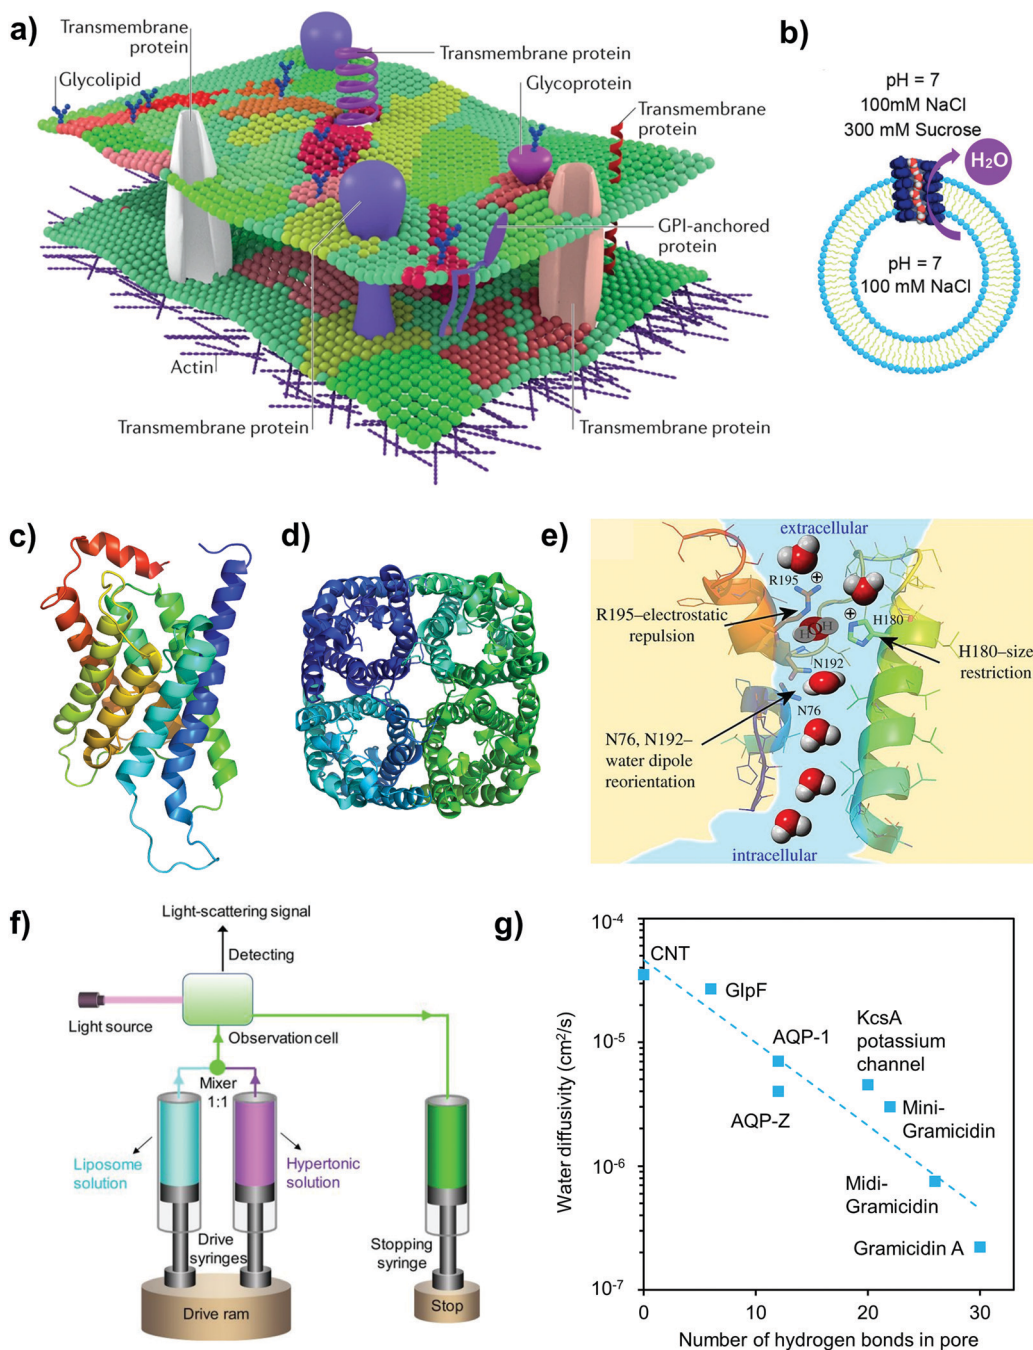 a)
Transmembrane
protein
Glycolipid
Transmembrane protein
Glycoprotein
Transmembrane
protein
GPI-anchored
protein
Actin
Transmembrane protein
Transmembrane protein
b)
pH = 7
100mM NaCl
300 mM Sucrose
H2O
pH = 7
100 mM NaCl
c)
d)
e)
extracellular
R195
R195–electrostatic
repulsion
H
O
H
H180
H180–size
restriction
N192
N76
N76, N192–
water dipole
reorientation
intracellular
f)
Light-scattering signal
Detecting
Light source
Observation cell
Mixer
1:1
Liposome
solution
Hypertonic
solution
Drive
syringes
Stopping
syringe
Drive ram
Stop
g)
Water diffusivity (cm²/s)
10⁻⁴
10⁻⁵
10⁻⁶
10⁻⁷
CNT
GlpF
AQP-1
AQP-Z
KcsA
potassium
channel
Mini-
Gramicidin
Midi-
Gramicidin
Gramicidin A
0
10
20
30
Number of hydrogen bonds in pore